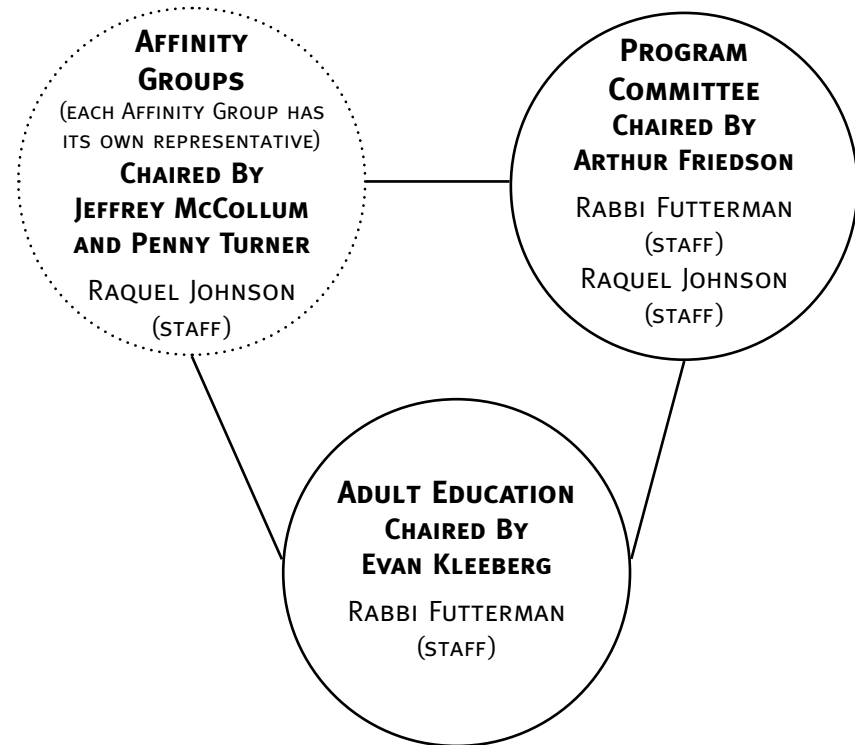 Affinity
Groups
(each Affinity Group has
its own representative)
Chaired By
Jeffrey McCollum
and Penny Turner
Raquel Johnson
(staff)
Program
Committee
Chaired By
Arthur Friedson
Rabbi Futterman
(staff)
Raquel Johnson
(staff)
Adult Education
Chaired By
Evan Kleeberg
Rabbi Futterman
(staff)